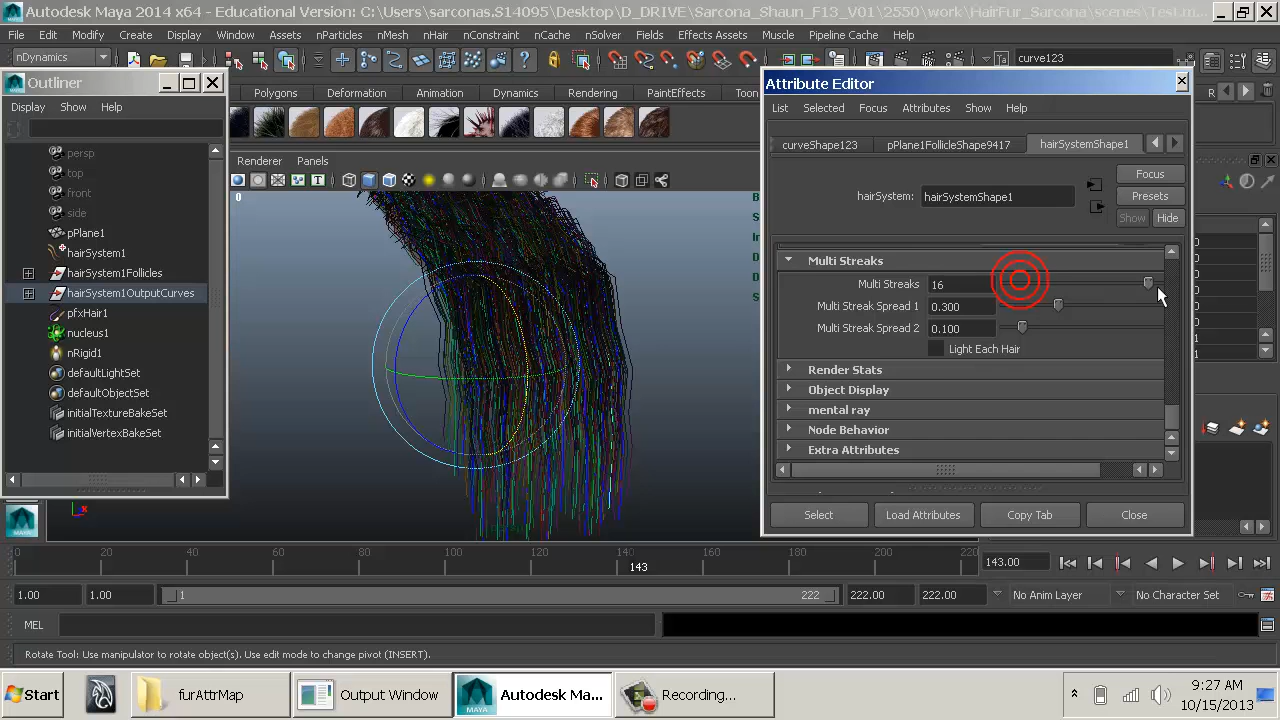 Autodesk Maya 2014 x64 - Educational Version: C:\Users\sarconas.S14095\Desktop\D_DRIVE\Sarcona_Shaun_F13_V01\2550\work\HairFur_Sarcona\scenes\Test.m
File Edit Modify Create Display Window Assets nParticles nMesh nHair nConstraint nCache nSolver Fields Effects Assets Muscle Pipeline Cache Help
nDynamics
curve123
Outliner
Display Show Help
persp
top
front
side
pPlane1
hairSystem1
hairSystem1Follicles
hairSystem1OutputCurves
pfxHair1
nucleus1
nRigid1
defaultLightSet
defaultObjectSet
initialTextureBakeSet
initialVertexBakeSet
Polygons Deformation Animation Dynamics Rendering PaintEffects Toon
Renderer Panels
0
Attribute Editor
List Selected Focus Attributes Show Help
curveShape123 pPlane1FollicleShape9417 hairSystemShape1
hairSystem: hairSystemShape1
Focus
Presets
Show Hide
Multi Streaks
Multi Streaks 16
Multi Streak Spread 1 0.300
Multi Streak Spread 2 0.100
Light Each Hair
Render Stats
Object Display
mental ray
Node Behavior
Extra Attributes
Select Load Attributes Copy Tab Close
0 20 40 60 80 100 120 140 160 180 200 220
143
143.00
1.00 1.00 1 222 222.00 222.00 No Anim Layer No Character Set
MEL
Rotate Tool: Use manipulator to rotate object(s). Use edit mode to change pivot (INSERT).
Start furAttrMap Output Window Autodesk Ma... Recording...
9:27 AM
10/15/2013